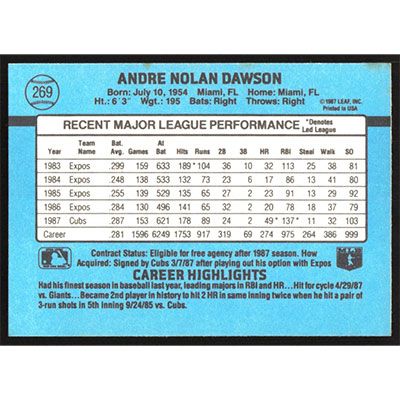 269
ANDRE NOLAN DAWSON
Born: July 10, 1954 Miami, FL Home: Miami, FL
Ht.: 6'3" Wgt.: 195 Bats: Right Throws: Right
©1987 LEAF, INC.
Printed in USA
RECENT MAJOR LEAGUE PERFORMANCE *Denotes Led League
Year Team Name Bat. Avg. Games At Bat Hits Runs 2B 3B HR RBI Steal Walk SO
1983 Expos .299 159 633 189* 104 36 10 32 113 25 38 81
1984 Expos .248 138 533 132 73 23 6 17 86 13 41 80
1985 Expos .255 139 529 135 65 27 2 23 91 13 29 92
1986 Expos .284 130 496 141 65 32 2 20 78 18 37 79
1987 Cubs .287 153 621 178 89 24 2 49* 137* 11 32 103
Career .281 1596 6249 1753 917 319 69 274 975 264 386 999
Contract Status: Eligible for free agency after 1987 season. How
Acquired: Signed by Cubs 3/7/87 after playing out his option with Expos
CAREER HIGHLIGHTS
Had his finest season in baseball last year, leading majors in RBI and HR...Hit for cycle 4/29/87
vs. Giants...Became 2nd player in history to hit 2 HR in same inning twice when he hit a pair of
3-run shots in 5th inning 9/24/85 vs. Cubs.